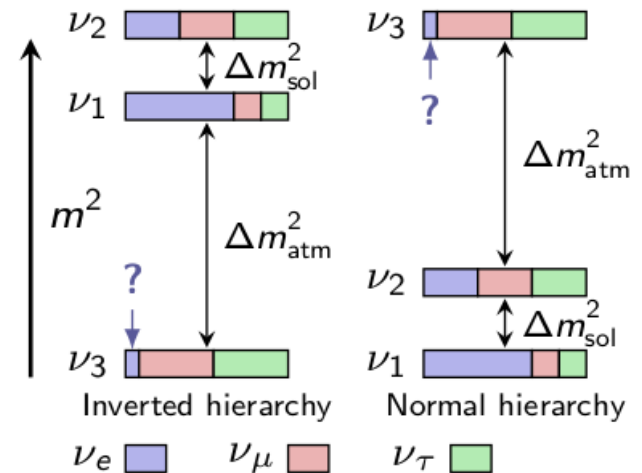 ν₂
Δm²sol
ν₁
m²
Δm²atm
?
ν₃
Inverted hierarchy
ν₃
?
Δm²atm
ν₂
Δm²sol
ν₁
Normal hierarchy
νₑ νμ ντ